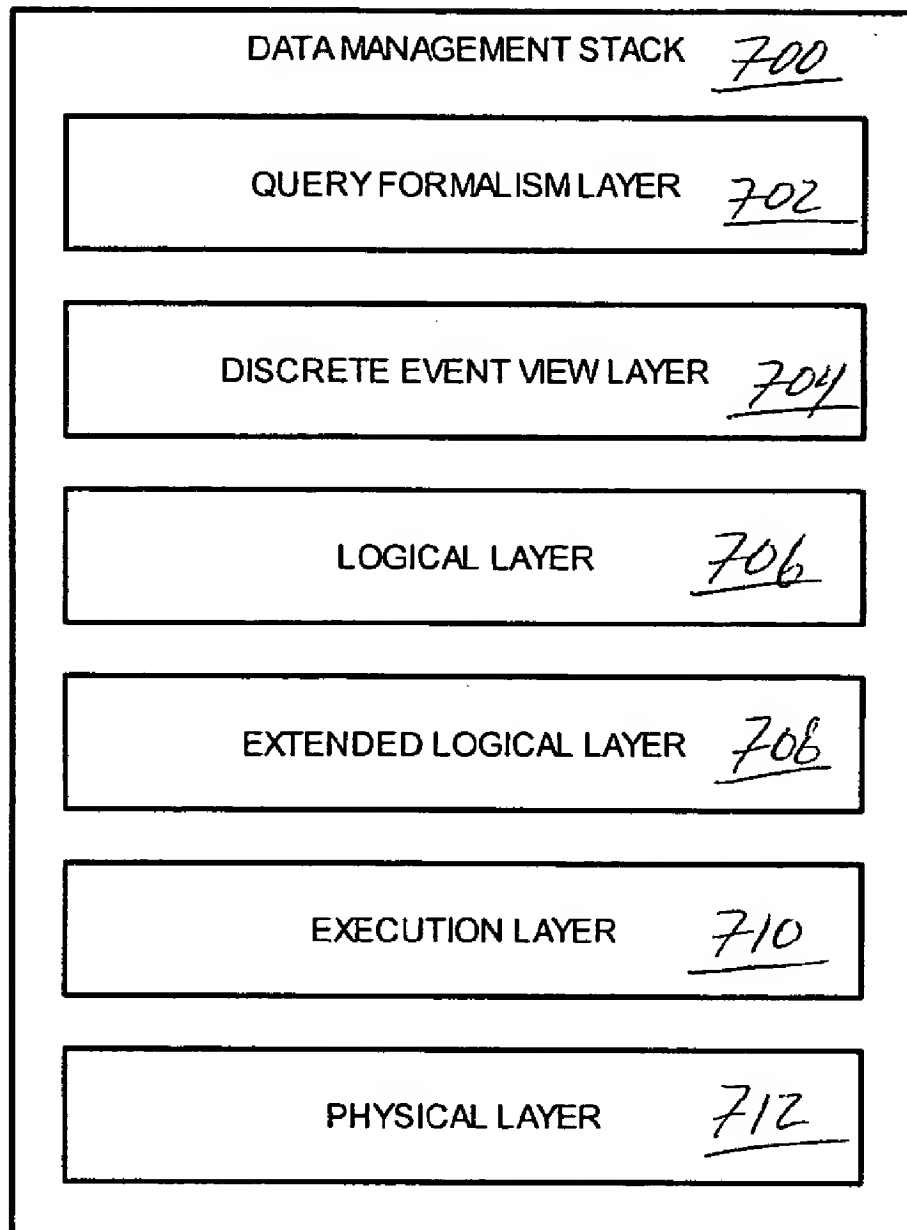 DATA MANAGEMENT STACK 700
QUERY FORMALISM LAYER 702
DISCRETE EVENT VIEW LAYER 704
LOGICAL LAYER 706
EXTENDED LOGICAL LAYER 708
EXECUTION LAYER 710
PHYSICAL LAYER 712